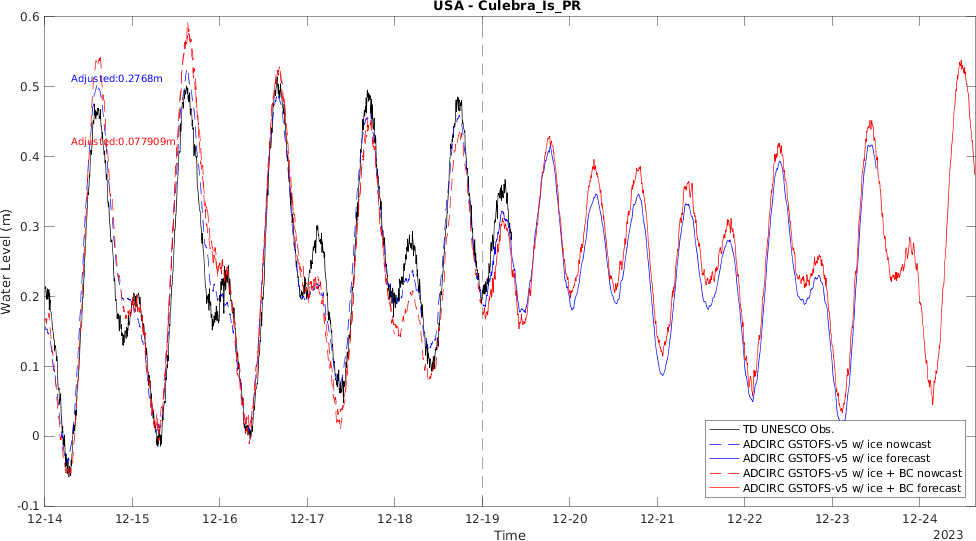 USA - Culebra_Is_PR
0.6
0.5
0.4
0.3
0.2
0.1
0
-0.1
Water Level (m)
Adjusted:0.2768m
Adjusted:0.077909m
TD UNESCO Obs.
ADCIRC GSTOFS-v5 w/ ice nowcast
ADCIRC GSTOFS-v5 w/ ice forecast
ADCIRC GSTOFS-v5 w/ ice + BC nowcast
ADCIRC GSTOFS-v5 w/ ice + BC forecast
12-14 12-15 12-16 12-17 12-18 12-19 12-20 12-21 12-22 12-23 12-24
Time
2023